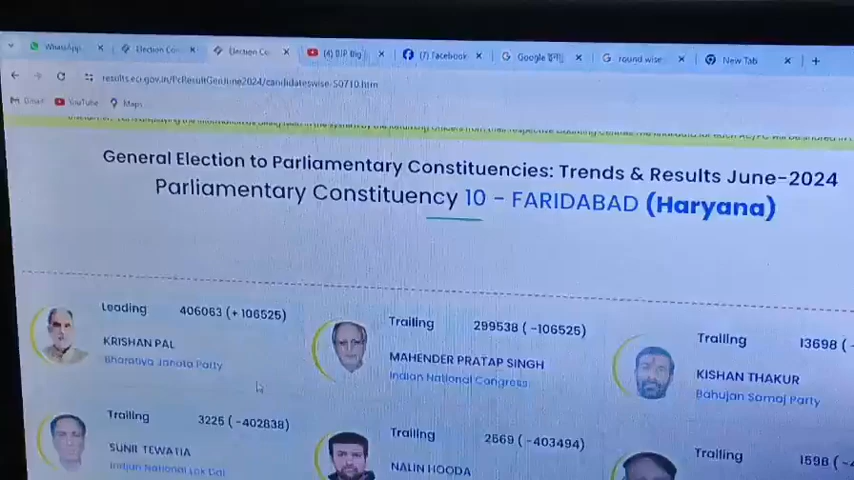 WhatsApp
Election Co
Election Co
(4) BJP Big
(7) Facebook
Google
round wise
New Tab
results.eci.gov.in/PcResultGenJune2024/candidateswise-S0710.htm
Gmail
YouTube
Maps
General Election to Parliamentary Constituencies: Trends & Results June-2024
Parliamentary Constituency 10 - FARIDABAD (Haryana)
Leading 406063 (+ 106525)
KRISHAN PAL
Bharatiya Janata Party
Trailing 299538 ( -106525)
MAHENDER PRATAP SINGH
Indian National Congress
Trailing 13698 ( -
KISHAN THAKUR
Bahujan Samaj Party
Trailing 3225 ( -402838)
SUNIL TEWATIA
Indian National Lok Dal
Trailing 2569 ( -403494)
NALIN HOODA
Trailing 1598 ( -4